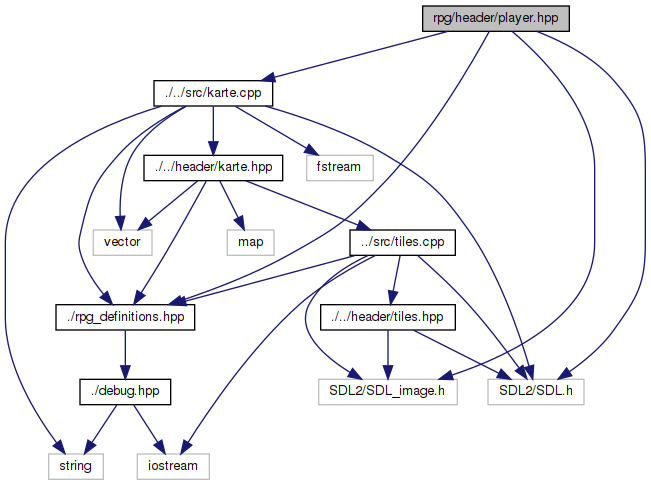 rpg/header/player.hpp
./../src/karte.cpp
./../header/karte.hpp
fstream
vector
map
../src/tiles.cpp
./rpg_definitions.hpp
./../header/tiles.hpp
./debug.hpp
SDL2/SDL_image.h
SDL2/SDL.h
string
iostream